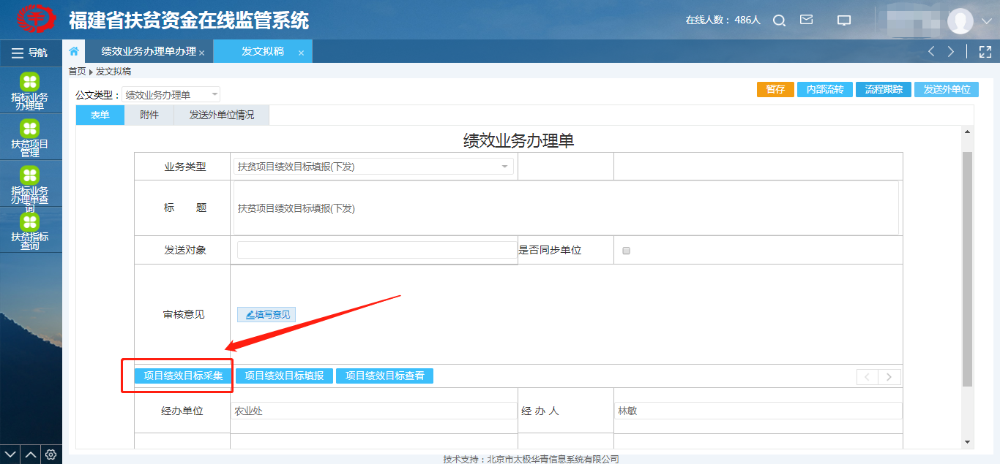 福建省扶贫资金在线监管系统
在线人数：486人
导航
绩效业务办理单办理 ×
发文拟稿 ×
首页 发文拟稿
指标业务
办理单
扶贫项目
管理
指标业务
办理单查
询
扶贫指标
查询
公文类型：
绩效业务办理单
暂存
内部流转
流程跟踪
发送外单位
表单
附件
发送外单位情况
绩效业务办理单
业务类型
扶贫项目绩效目标填报(下发)
标 题
扶贫项目绩效目标填报(下发)
发送对象
是否同步单位
审核意见
填写意见
项目绩效目标采集
项目绩效目标填报
项目绩效目标查看
经办单位
农业处
经 办 人
林敏
技术支持：北京市太极华青信息系统有限公司